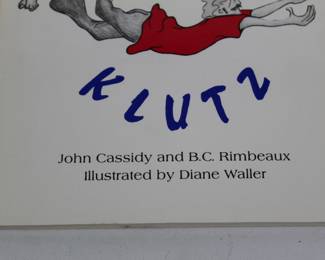 KLUTZ
John Cassidy and B.C. Rimbeaux
Illustrated by Diane Waller